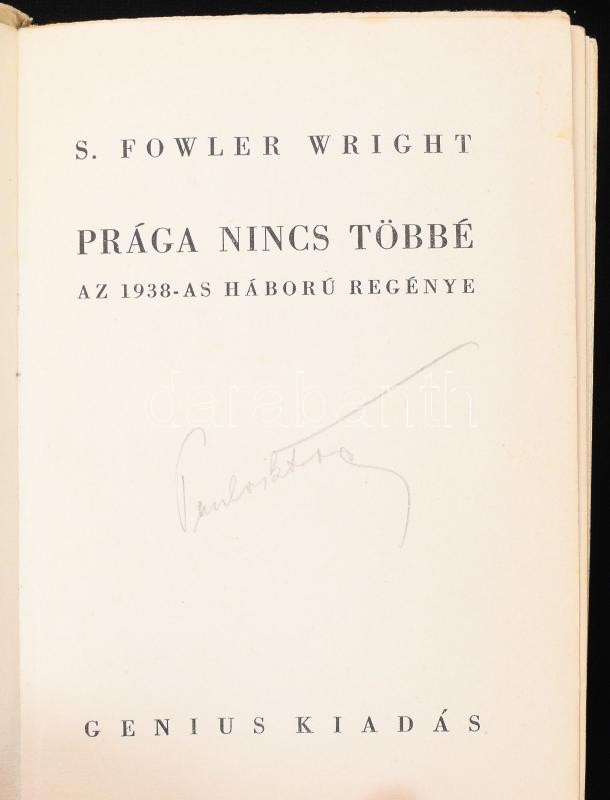 S. FOWLER WRIGHT
PRÁGA NINCS TÖBBÉ
AZ 1938-AS HÁBORÚ REGÉNYE
darabanth
GENIUS KIADÁS